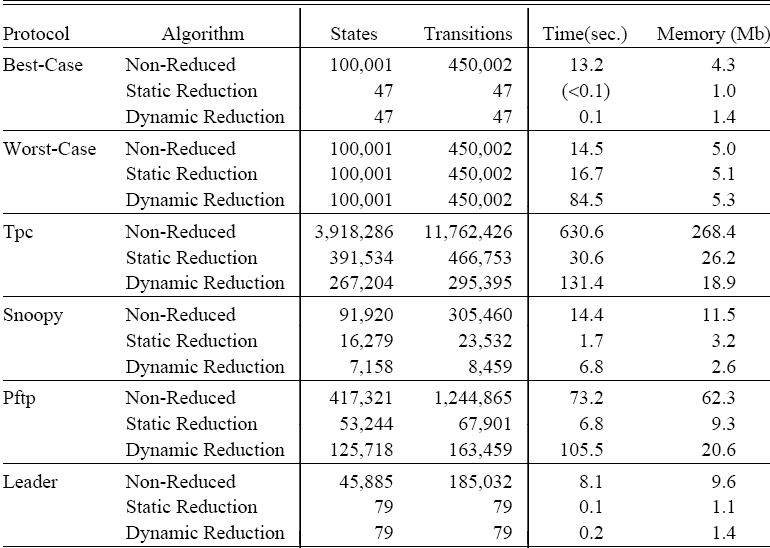 Protocol Algorithm States Transitions Time(sec.) Memory (Mb)
Best-Case Non-Reduced 100,001 450,002 13.2 4.3
Static Reduction 47 47 (<0.1) 1.0
Dynamic Reduction 47 47 0.1 1.4
Worst-Case Non-Reduced 100,001 450,002 14.5 5.0
Static Reduction 100,001 450,002 16.7 5.1
Dynamic Reduction 100,001 450,002 84.5 5.3
Tpc Non-Reduced 3,918,286 11,762,426 630.6 268.4
Static Reduction 391,534 466,753 30.6 26.2
Dynamic Reduction 267,204 295,395 131.4 18.9
Snoopy Non-Reduced 91,920 305,460 14.4 11.5
Static Reduction 16,279 23,532 1.7 3.2
Dynamic Reduction 7,158 8,459 6.8 2.6
Pftp Non-Reduced 417,321 1,244,865 73.2 62.3
Static Reduction 53,244 67,901 6.8 9.3
Dynamic Reduction 125,718 163,459 105.5 20.6
Leader Non-Reduced 45,885 185,032 8.1 9.6
Static Reduction 79 79 0.1 1.1
Dynamic Reduction 79 79 0.2 1.4